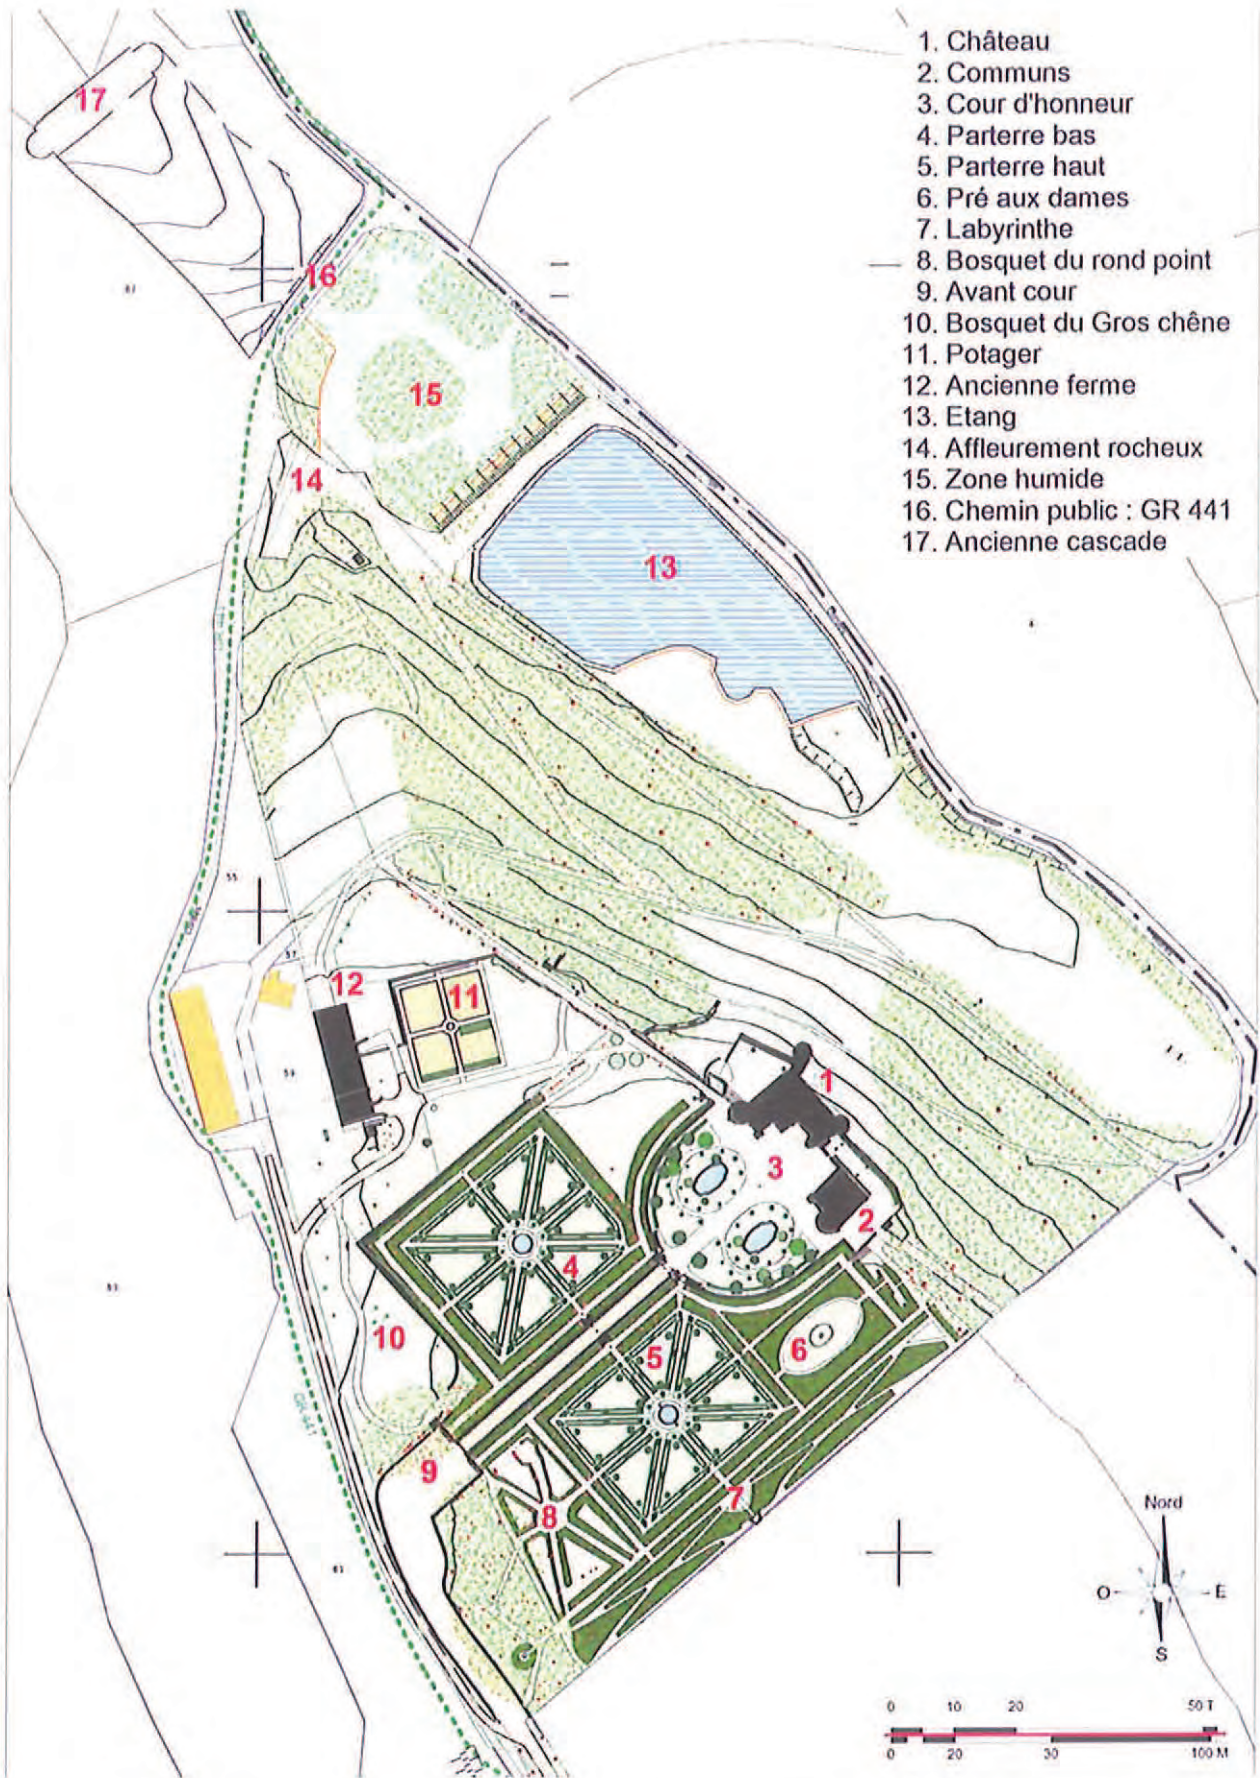 1. Château
2. Communs
3. Cour d'honneur
4. Parterre bas
5. Parterre haut
6. Pré aux dames
7. Labyrinthe
8. Bosquet du rond point
9. Avant cour
10. Bosquet du Gros chêne
11. Potager
12. Ancienne ferme
13. Etang
14. Affleurement rocheux
15. Zone humide
16. Chemin public : GR 441
17. Ancienne cascade
17
16
15
14
13
12
11
1
3
2
4
5
6
10
9
8
7
GR 441
Nord
O
E
S
0 10 20 50 T
0 20 30 100 M